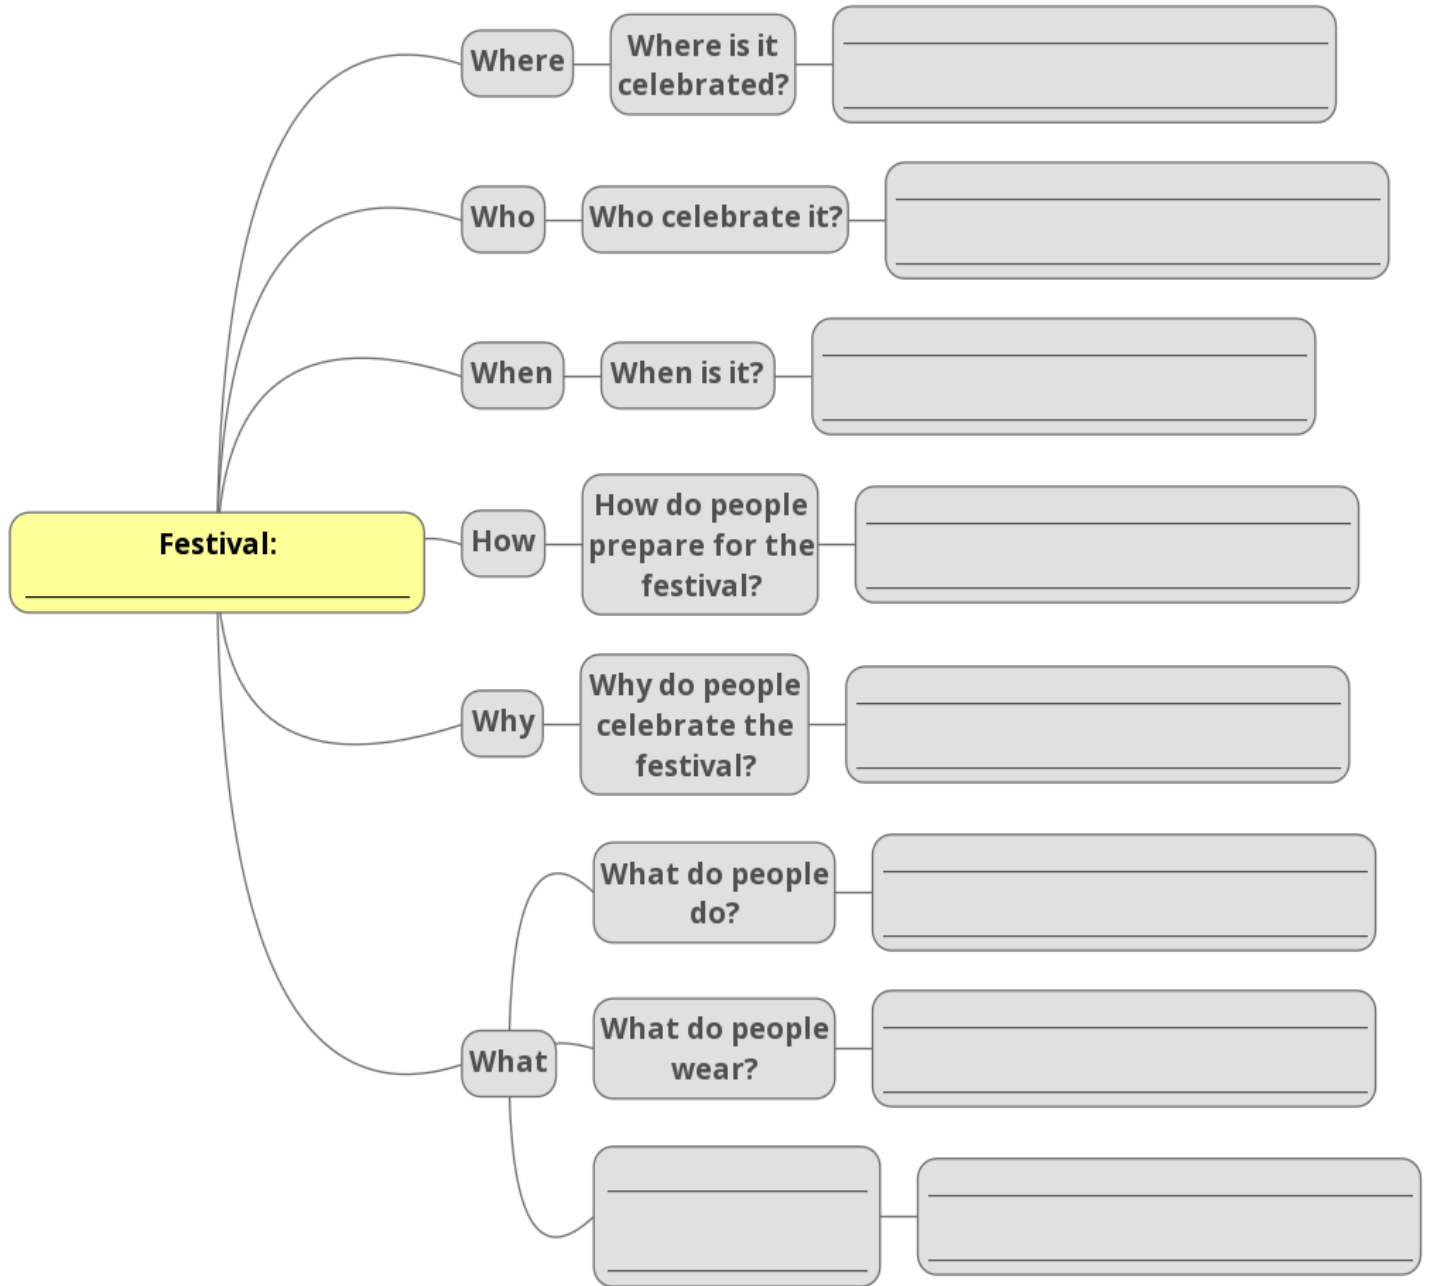 Where
Where is it
celebrated?
Who
Who celebrate it?
When
When is it?
Festival:
How
How do people
prepare for the
festival?
Why
Why do people
celebrate the
festival?
What
What do people
do?
What do people
wear?